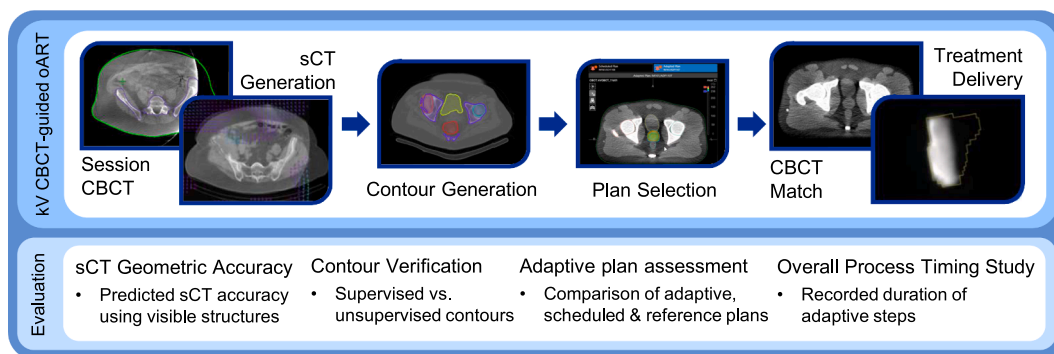 kV CBCT-guided oART
Session
CBCT
sCT
Generation
Contour Generation
Plan Selection
CBCT
Match
Treatment
Delivery
Evaluation
sCT Geometric Accuracy
• Predicted sCT accuracy
using visible structures
Contour Verification
• Supervised vs.
unsupervised contours
Adaptive plan assessment
• Comparison of adaptive,
scheduled & reference plans
Overall Process Timing Study
• Recorded duration of
adaptive steps